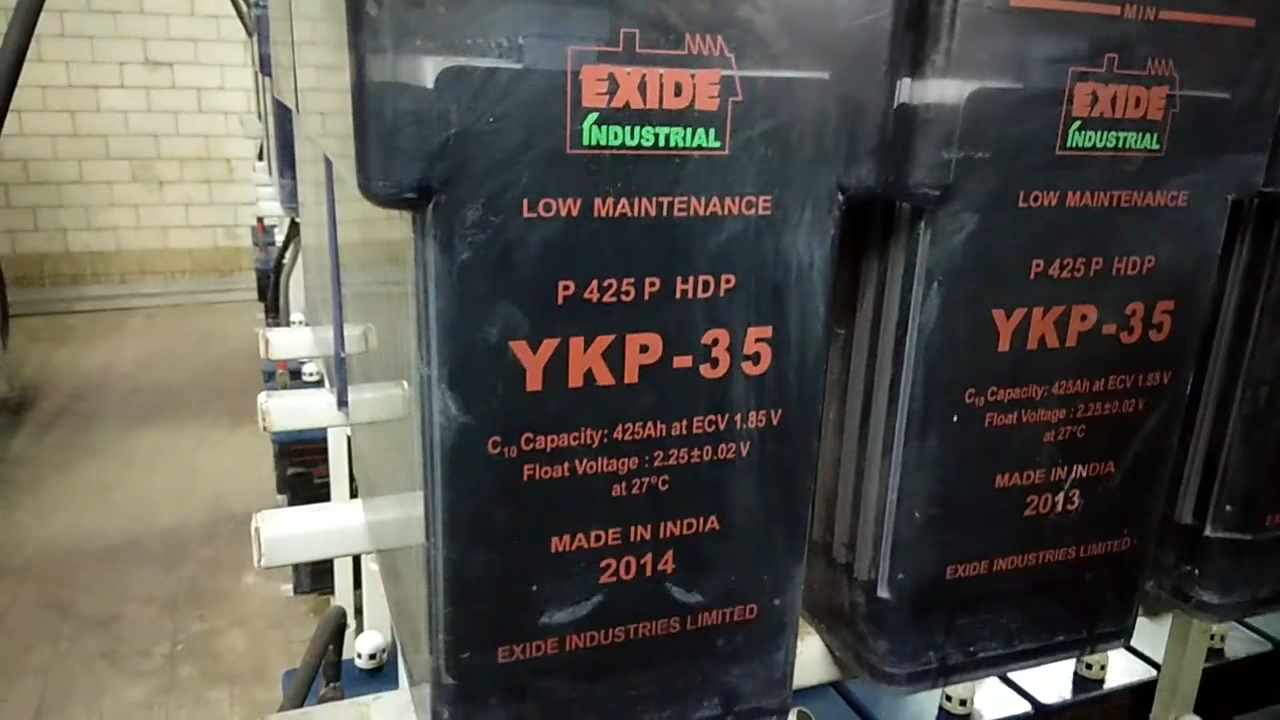 EXIDE
INDUSTRIAL
LOW MAINTENANCE
P 425 P HDP
YKP-35
C10 Capacity: 425Ah at ECV 1.85 V
Float Voltage : 2.25±0.02 V
at 27°C
MADE IN INDIA
2014
EXIDE INDUSTRIES LIMITED
MIN
EXIDE
INDUSTRIAL
LOW MAINTENANCE
P 425 P HDP
YKP-35
C10 Capacity: 425Ah at ECV 1.85 V
Float Voltage : 2.25±0.02 V
at 27°C
MADE IN INDIA
2013
EXIDE INDUSTRIES LIMITED